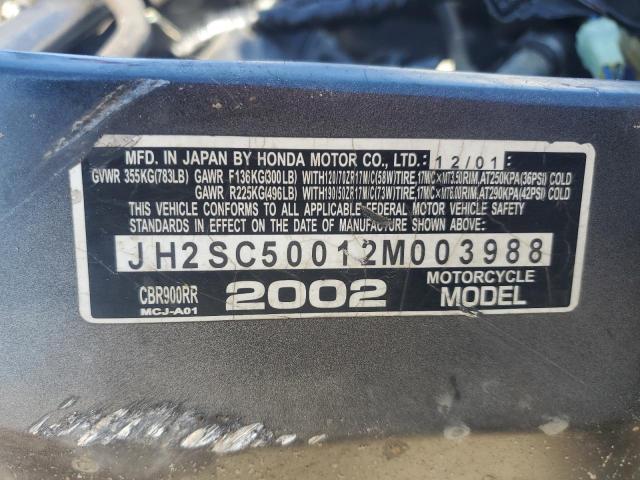 MFD. IN JAPAN BY HONDA MOTOR CO., LTD.: 12/01:
GVWR 355KG(783LB) GAWR F136KG(300LB) WITH120/70ZR17M/C(58W)TIRE,17M/C×MT3.50RIM,AT250KPA(36PSI) COLD
GAWR R225KG(496LB) WITH190/50ZR17M/C(73W)TIRE,17M/C×MT6.00RIM,AT290KPA(42PSI) COLD
THIS VEHICLE CONFORMS TO ALL APPLICABLE FEDERAL MOTOR VEHICLE SAFETY
STANDARDS IN EFFECT ON THE DATE OF MANUFACTURE SHOWN ABOVE:
JH2SC50012M003988
CBR900RR 2002 MOTORCYCLE
MCJ-A01 MODEL